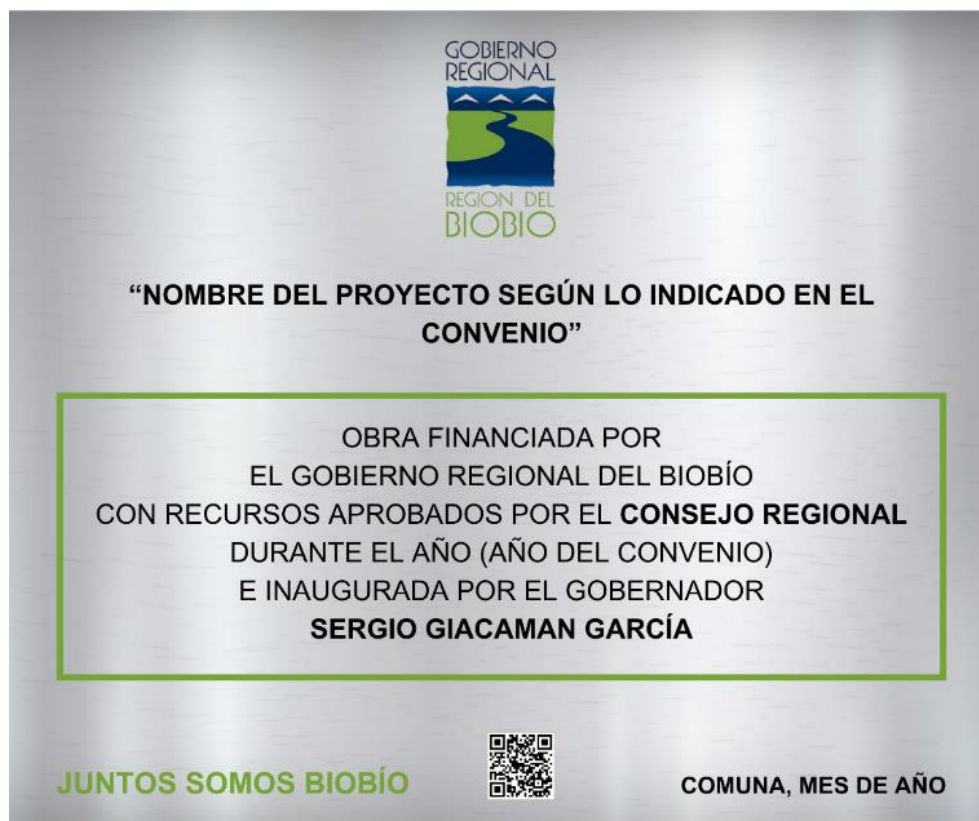 GOBIERNO
REGIONAL
REGION DEL
BIOBIO
“NOMBRE DEL PROYECTO SEGÚN LO INDICADO EN EL
CONVENIO”
OBRA FINANCIADA POR
EL GOBIERNO REGIONAL DEL BIOBÍO
CON RECURSOS APROBADOS POR EL CONSEJO REGIONAL
DURANTE EL AÑO (AÑO DEL CONVENIO)
E INAUGURADA POR EL GOBERNADOR
SERGIO GIACAMAN GARCÍA
JUNTOS SOMOS BIOBÍO
COMUNA, MES DE AÑO